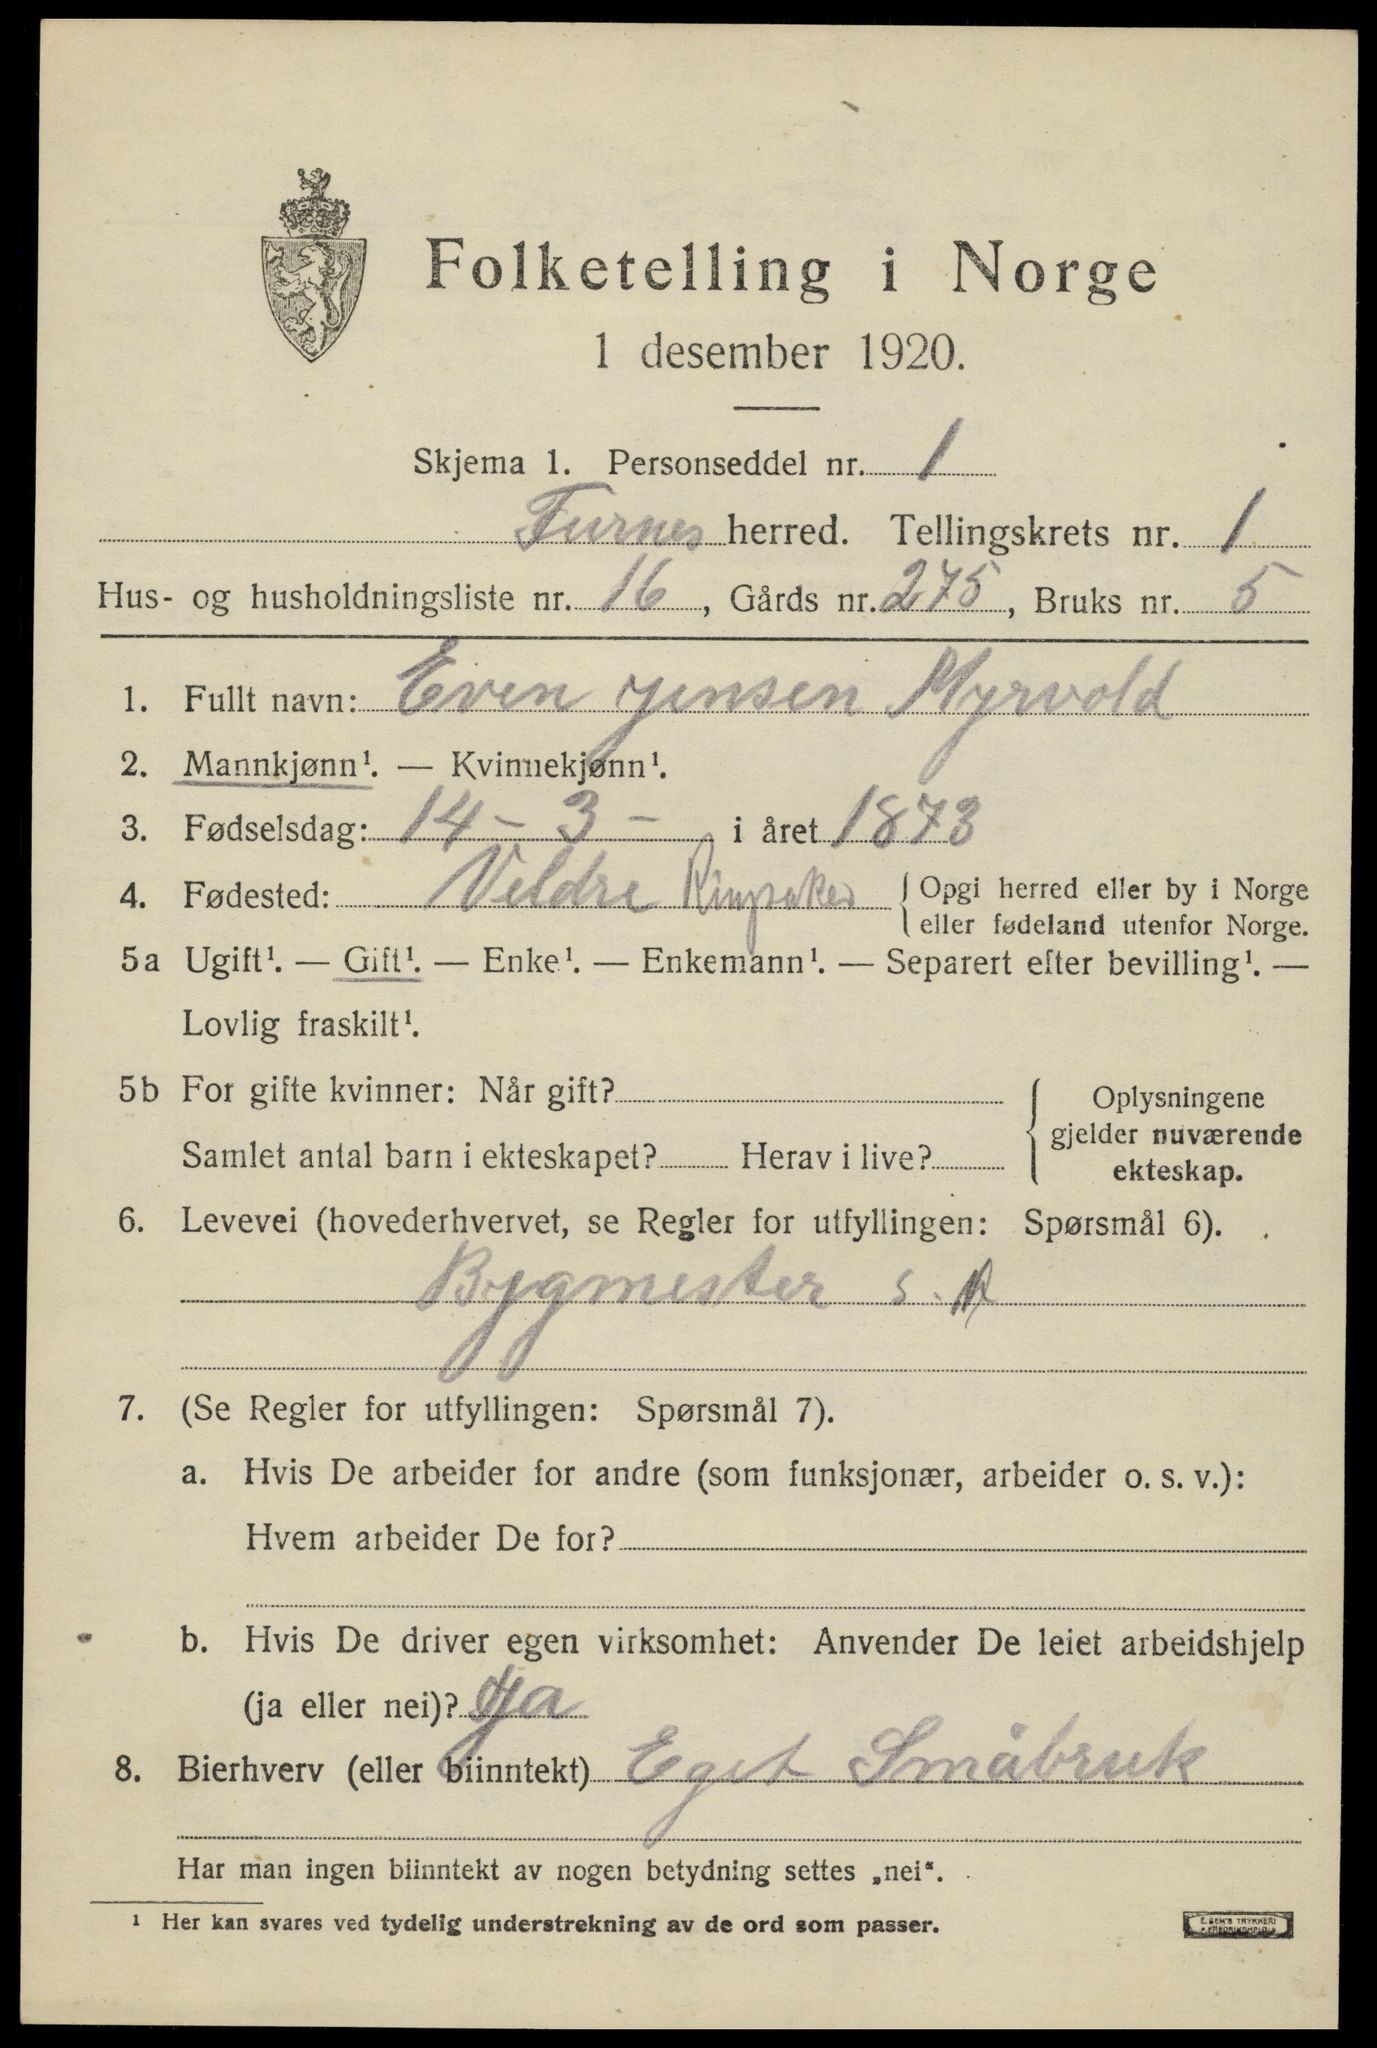 Folketelling i Norge
1 desember 1920.
Skjema 1. Personseddel nr. 1
Furnes herred. Tellingskrets nr. 1
Hus- og husholdningsliste nr. 16, Gårds nr. 275, Bruks nr. 5
1. Fullt navn: Even Jensen Myrvold
2. Mannkjønn¹. — Kvinnekjønn¹.
3. Fødselsdag: 14 - 3 - i året 1873
4. Fødested: Veldre Ringsaker { Opgi herred eller by i Norge
eller fødeland utenfor Norge.
5a Ugift¹. — Gift¹. — Enke¹. — Enkemann¹. — Separert efter bevilling¹. —
Lovlig fraskilt¹.
5b For gifte kvinner: Når gift? { Oplysningene
gjelder nuværende
Samlet antal barn i ekteskapet? Herav i live? ekteskap.
6. Levevei (hovederhvervet, se Regler for utfyllingen: Spørsmål 6).
Bygmester s.
7. (Se Regler for utfyllingen: Spørsmål 7).
a. Hvis De arbeider for andre (som funksjonær, arbeider o. s. v.):
Hvem arbeider De for?
b. Hvis De driver egen virksomhet: Anvender De leiet arbeidshjelp
(ja eller nei)? Ja
8. Bierhverv (eller biinntekt) Eget Småbruk
Har man ingen biinntekt av nogen betydning settes „nei“.
¹ Her kan svares ved tydelig understrekning av de ord som passer.
E. SEM'S TRYKKERI
FREDRIKSHALD